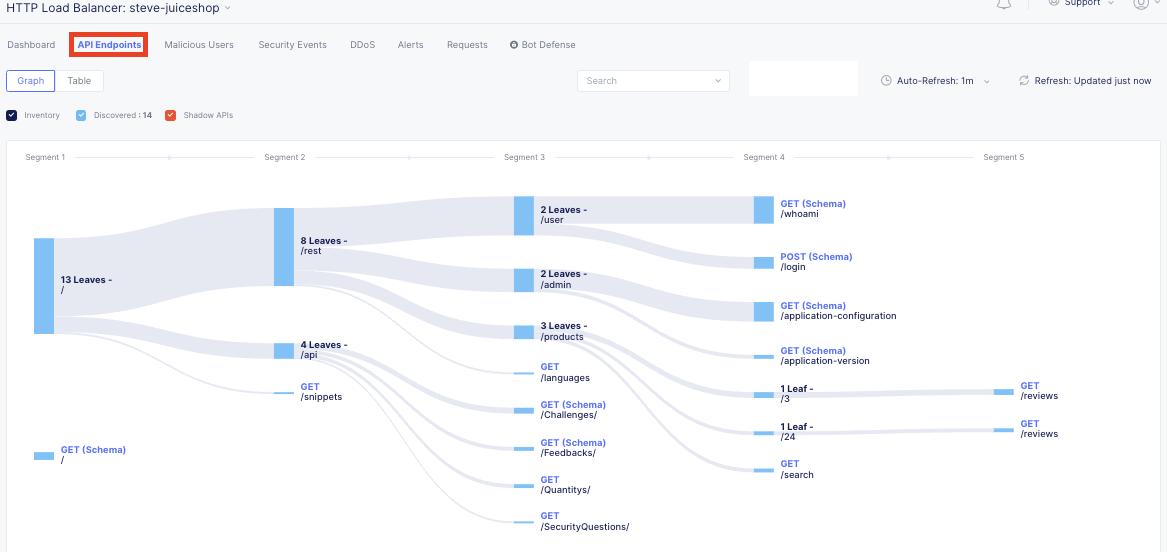 HTTP Load Balancer: steve-juiceshop
Support
Dashboard
API Endpoints
Malicious Users
Security Events
DDoS
Alerts
Requests
Bot Defense
Graph
Table
Search
Auto-Refresh: 1m
Refresh: Updated just now
Inventory
Discovered : 14
Shadow APIs
Segment 1
Segment 2
Segment 3
Segment 4
Segment 5
13 Leaves -
/
GET (Schema)
/
8 Leaves -
/rest
4 Leaves -
/api
GET
/snippets
2 Leaves -
/user
2 Leaves -
/admin
3 Leaves -
/products
GET
/languages
GET (Schema)
/Challenges/
GET (Schema)
/Feedbacks/
GET
/Quantitys/
GET
/SecurityQuestions/
GET (Schema)
/whoami
POST (Schema)
/login
GET (Schema)
/application-configuration
GET (Schema)
/application-version
1 Leaf -
/3
1 Leaf -
/24
GET
/search
GET
/reviews
GET
/reviews